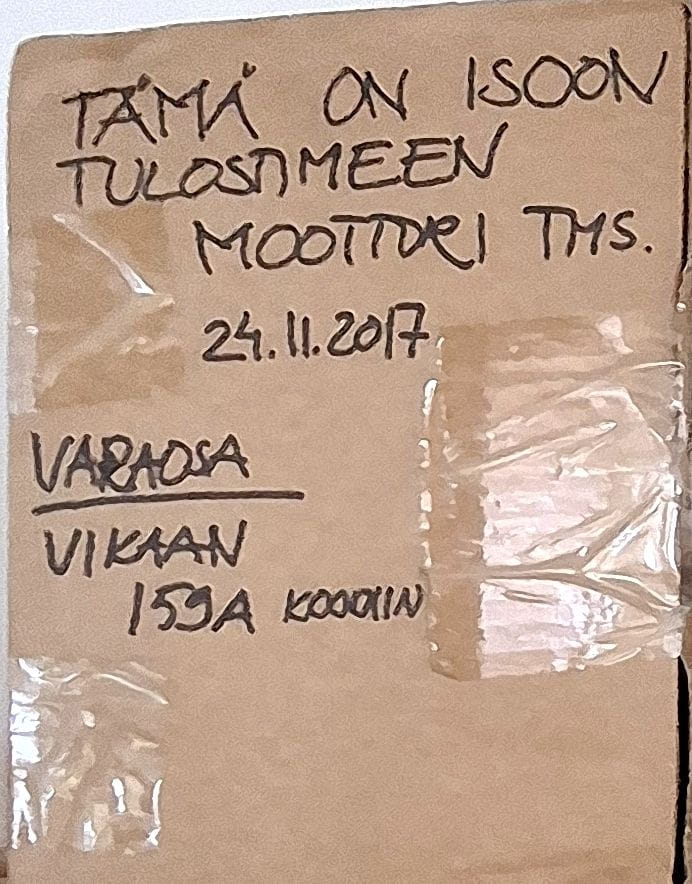 TÄMÄ ON ISOON
TULOSTIMEEN
MOOTTORI TMS.
24.11.2017
VARAOSA
VIKAAN
159A KOODIIN